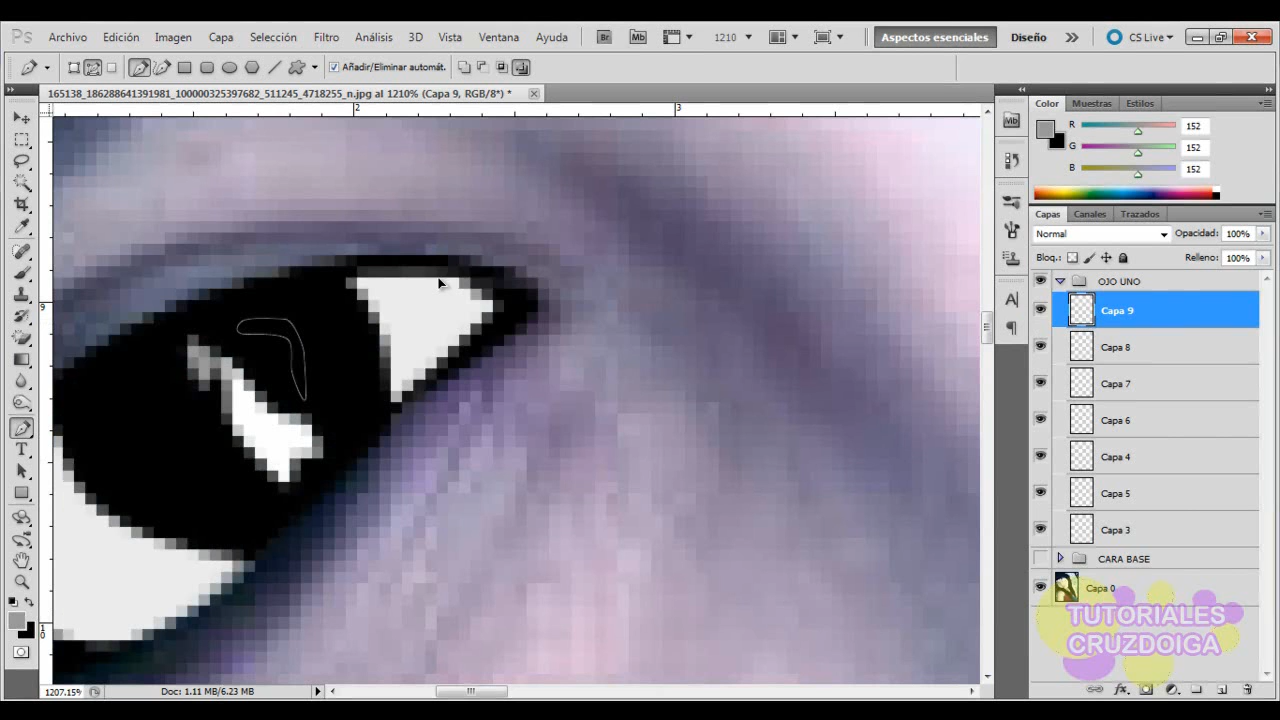 Ps Archivo Edición Imagen Capa Selección Filtro Análisis 3D Vista Ventana Ayuda Br Mb 1210 Aspectos esenciales Diseño CS Live
Añadir/Eliminar automát.
165138_186288641391981_100000325397682_511245_4718255_n.jpg al 1210% (Capa 9, RGB/8*) *
2 3
9
1
0
Mb
Color Muestras Estilos
R 152
G 152
B 152
Capas Canales Trazados
Normal Opacidad: 100%
Bloq.: Relleno: 100%
OJO UNO
Capa 9
Capa 8
Capa 7
Capa 6
Capa 4
Capa 5
Capa 3
CARA BASE
Capa 0
TUTORIALES
CRUZDOIGA
1207.15% Doc: 1.11 MB/6.23 MB